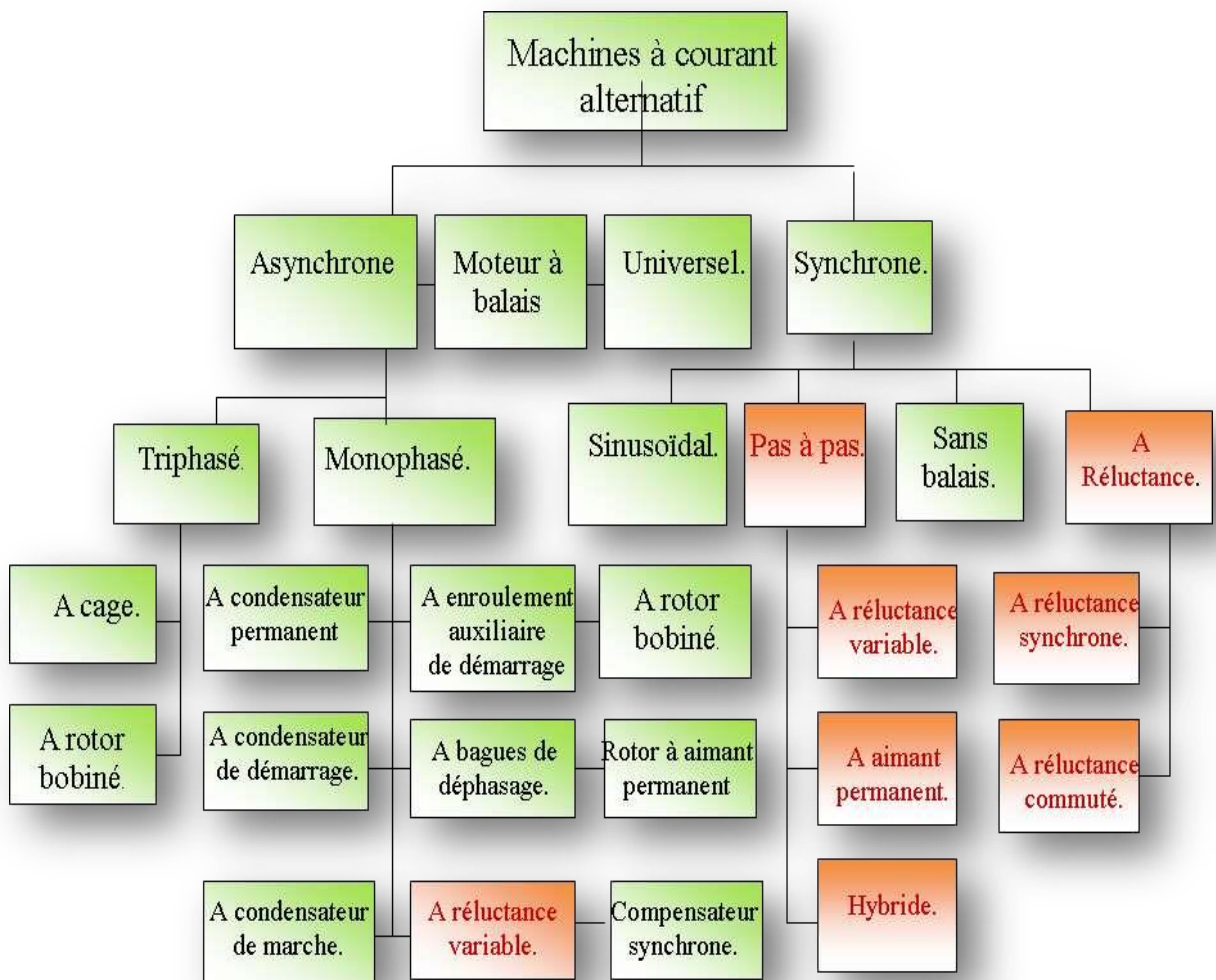 Machines à courant
alternatif
Asynchrone
Moteur à
balais
Universel.
Synchrone.
Triphasé.
Monophasé.
Sinusoïdal.
Pas à pas.
Sans
balais.
A
Réluctance.
A cage.
A condensateur
permanent
A enroulement
auxiliaire
de démarrage
A rotor
bobiné.
A réluctance
variable.
A réluctance
synchrone.
A rotor
bobiné.
A condensateur
de démarrage.
A bagues de
déphasage.
Rotor à aimant
permanent
A aimant
permanent.
A réluctance
commuté.
A condensateur
de marche.
A réluctance
variable.
Compensateur
synchrone.
Hybride.